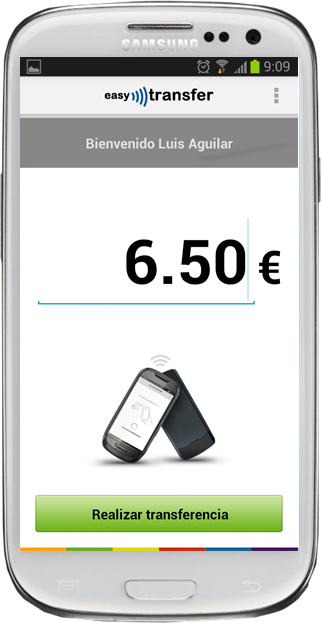 SAMSUNG
9:09
easy transfer
Bienvenido Luis Aguilar
6.50 €
Realizar transferencia